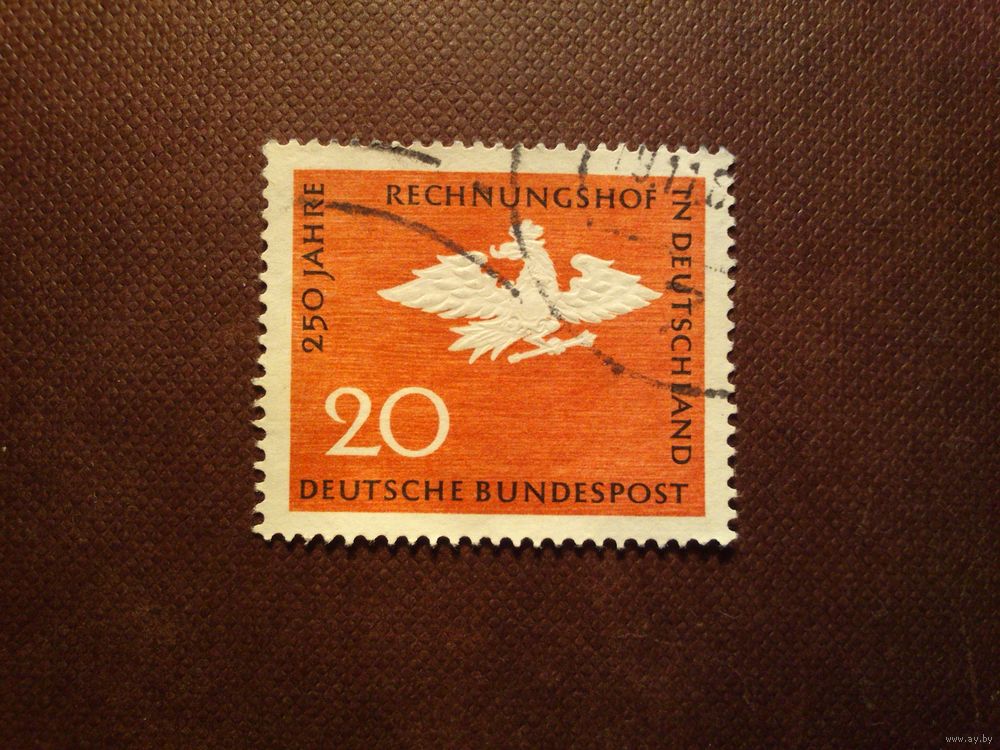 250 JAHRE
RECHNUNGSHOF
IN DEUTSCHLAND
20
DEUTSCHE BUNDESPOST
www.ay.by